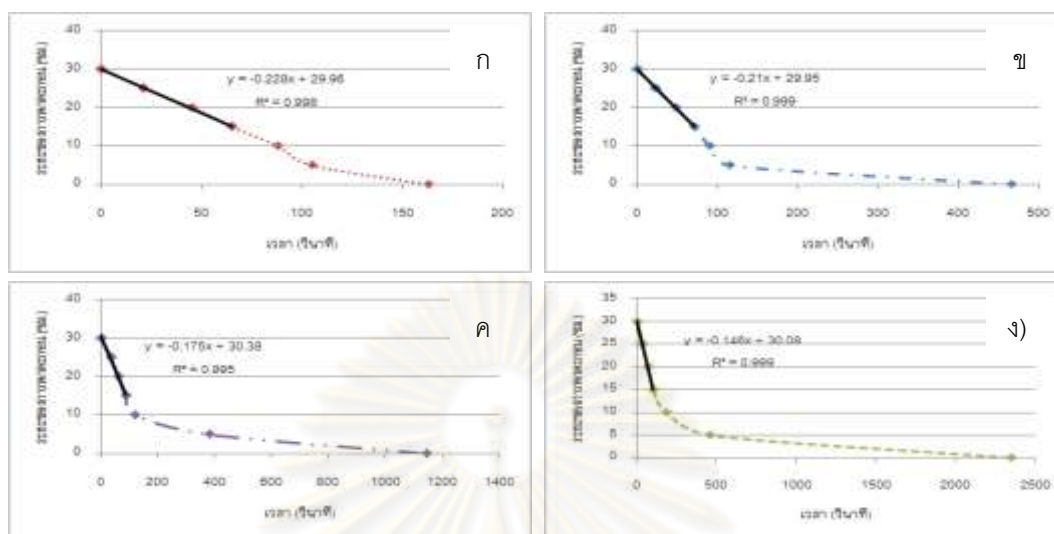 40
30
20
10
0
0 50 100 150 200
y = -0.228x + 29.96
R² = 0.998
ก
เวลา (วินาที)
40
30
20
10
0
0 100 200 300 400 500
y = -0.21x + 29.95
R² = 0.999
ข
เวลา (วินาที)
40
30
20
10
0
0 200 400 600 800 1000 1200 1400
y = -0.175x + 30.38
R² = 0.995
ค
เวลา (วินาที)
35
30
25
20
15
10
5
0
0 500 1000 1500 2000 2500
y = -0.146x + 30.08
R² = 0.999
ง)
เวลา (วินาที)